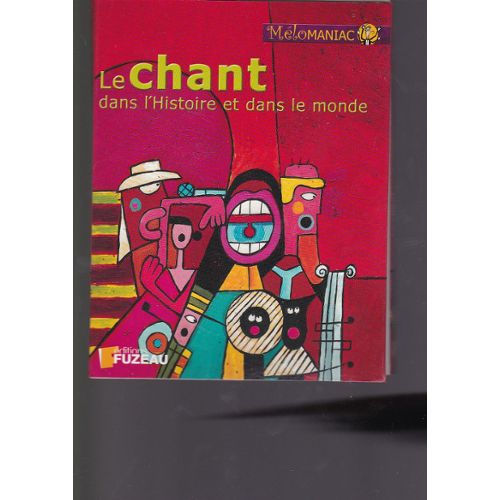 MéloMANIAC
Le chant
dans l'Histoire et dans le monde
éditions
FUZEAU